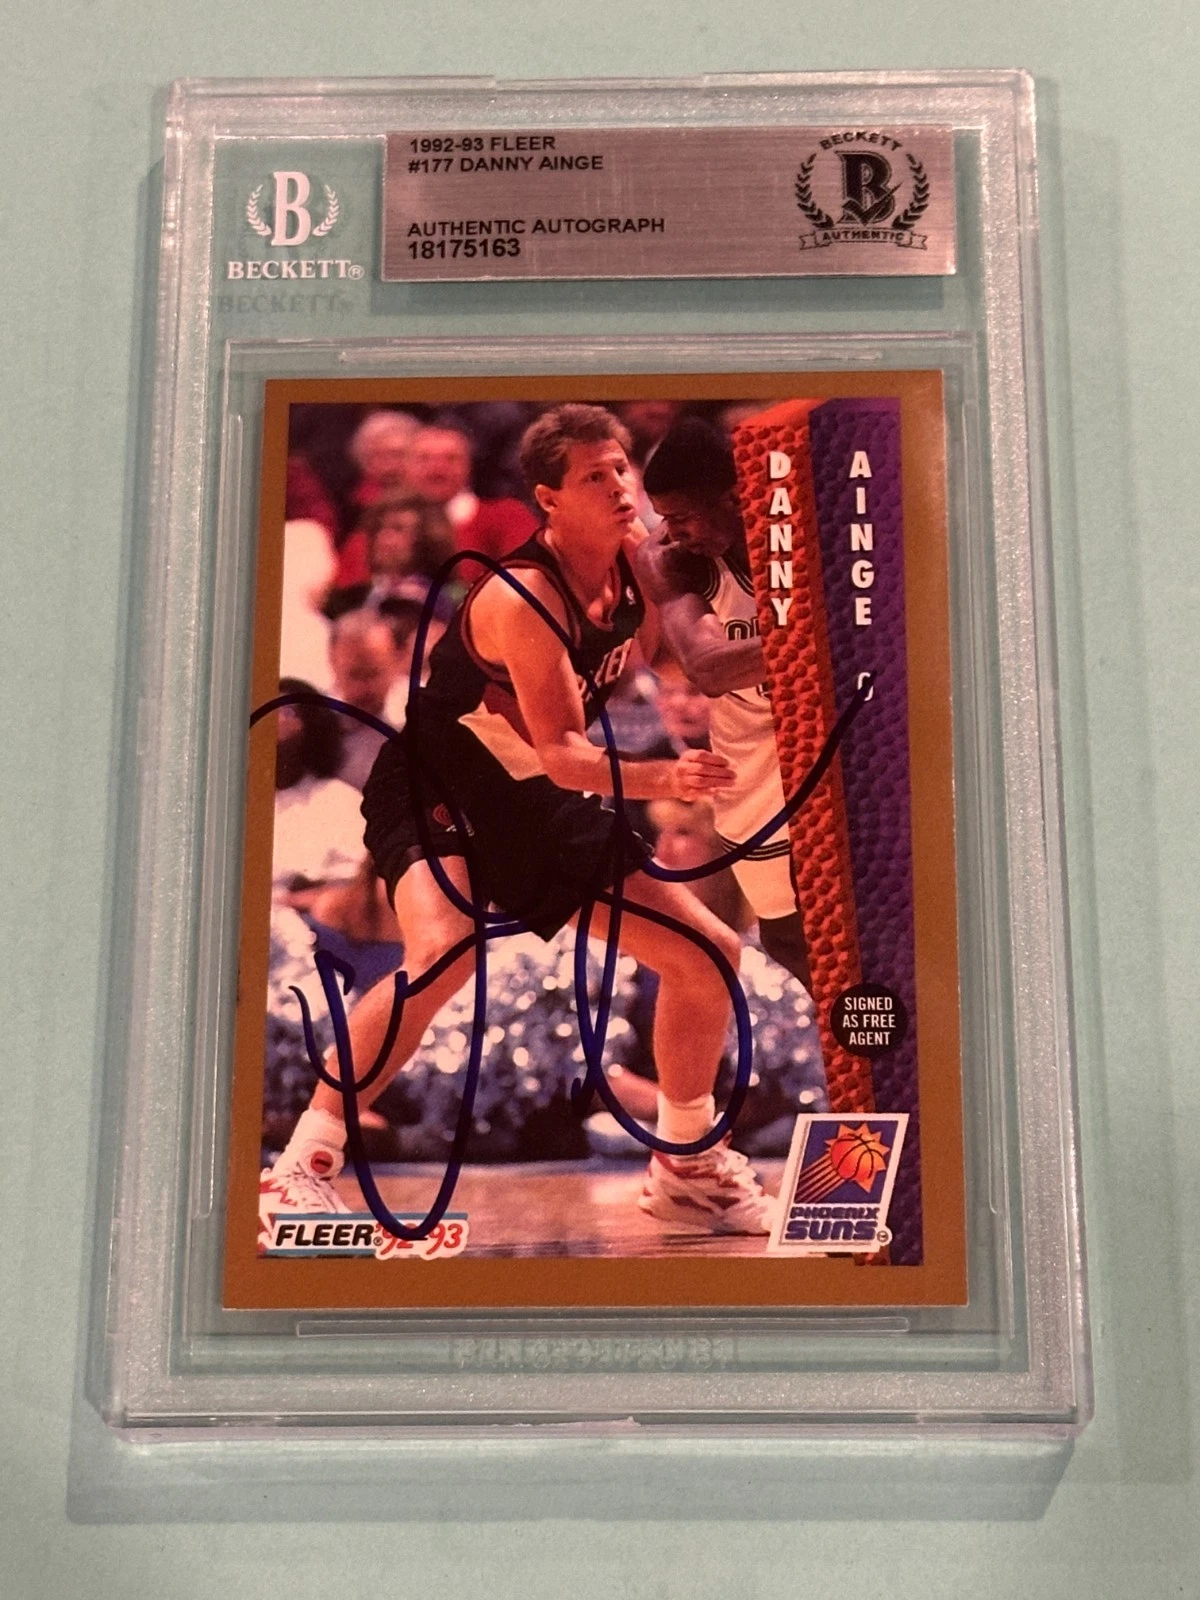 1992-93 FLEER
#177 DANNY AINGE
AUTHENTIC AUTOGRAPH
18175163
BECKETT
B
AUTHENTIC
B
BECKETT®
DANNY
AINGE
G
SIGNED
AS FREE
AGENT
PHOENIX
SUNS
FLEER® '92-93